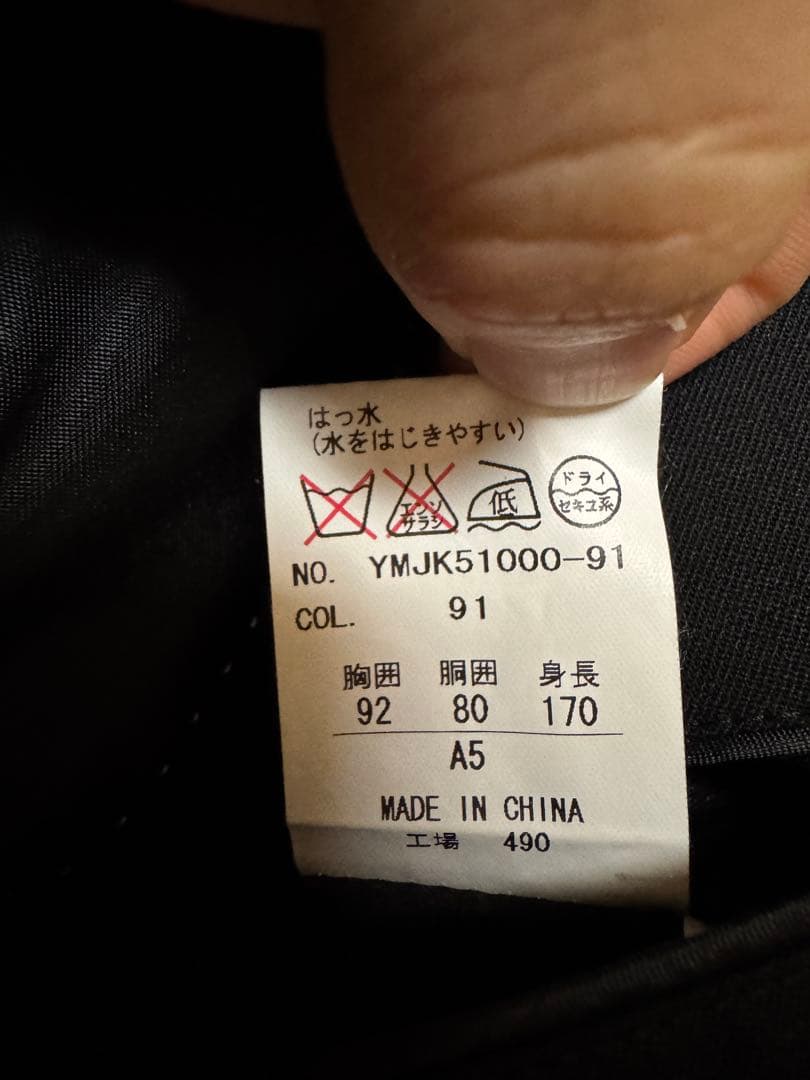 はっ水
(水をはじきやすい)
エンソ
サラシ
低
ドライ
セキユ系
NO. YMJK51000-91
COL. 91
胸囲 胴囲 身長
92 80 170
A5
MADE IN CHINA
工場 490